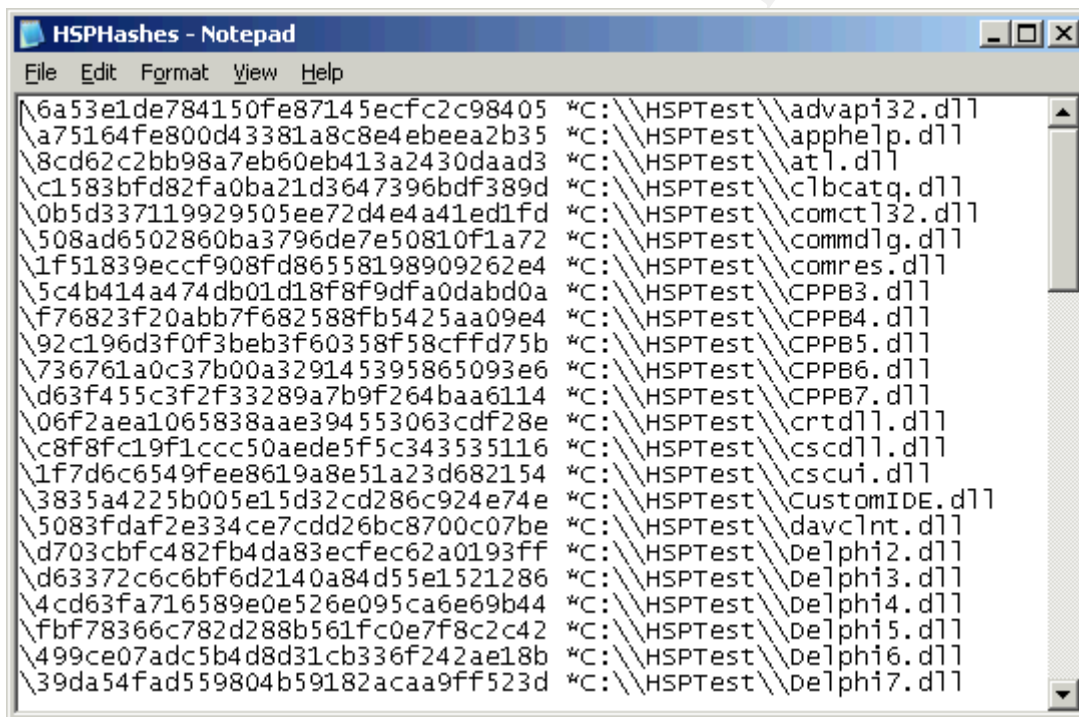 HSPHashes - Notepad
File Edit Format View Help
\6a53e1de784150fe87145ecfc2c98405 *C:\\HSPTest\\advapi32.dll
\a75164fe800d43381a8c8e4ebeea2b35 *C:\\HSPTest\\apphelp.dll
\8cd62c2bb98a7eb60eb413a2430daad3 *C:\\HSPTest\\atl.dll
\c1583bfd82fa0ba21d3647396bdf389d *C:\\HSPTest\\clbcatq.dll
\0b5d337119929505ee72d4e4a41ed1fd *C:\\HSPTest\\comctl32.dll
\508ad6502860ba3796de7e50810f1a72 *C:\\HSPTest\\commdlg.dll
\1f51839eccf908fd86558198909262e4 *C:\\HSPTest\\comres.dll
\5c4b414a474db01d18f8f9dfa0dabd0a *C:\\HSPTest\\CPPB3.dll
\f76823f20abb7f682588fb5425aa09e4 *C:\\HSPTest\\CPPB4.dll
\92c196d3f0f3beb3f60358f58cffd75b *C:\\HSPTest\\CPPB5.dll
\736761a0c37b00a329145395865093e6 *C:\\HSPTest\\CPPB6.dll
\d63f455c3f2f33289a7b9f264baa6114 *C:\\HSPTest\\CPPB7.dll
\06f2aea1065838aae394553063cdf28e *C:\\HSPTest\\crtdll.dll
\c8f8fc19f1ccc50aede5f5c343535116 *C:\\HSPTest\\cscdll.dll
\1f7d6c6549fee8619a8e51a23d682154 *C:\\HSPTest\\cscui.dll
\3835a4225b005e15d32cd286c924e74e *C:\\HSPTest\\CustomIDE.dll
\5083fdaf2e334ce7cdd26bc8700c07be *C:\\HSPTest\\davclnt.dll
\d703cbfc482fb4da83ecfec62a0193ff *C:\\HSPTest\\Delphi2.dll
\d63372c6c6bf6d2140a84d55e1521286 *C:\\HSPTest\\Delphi3.dll
\4cd63fa716589e0e526e095ca6e69b44 *C:\\HSPTest\\Delphi4.dll
\fbf78366c782d288b561fc0e7f8c2c42 *C:\\HSPTest\\Delphi5.dll
\499ce07adc5b4d8d31cb336f242ae18b *C:\\HSPTest\\Delphi6.dll
\39da54fad559804b59182acaa9ff523d *C:\\HSPTest\\Delphi7.dll